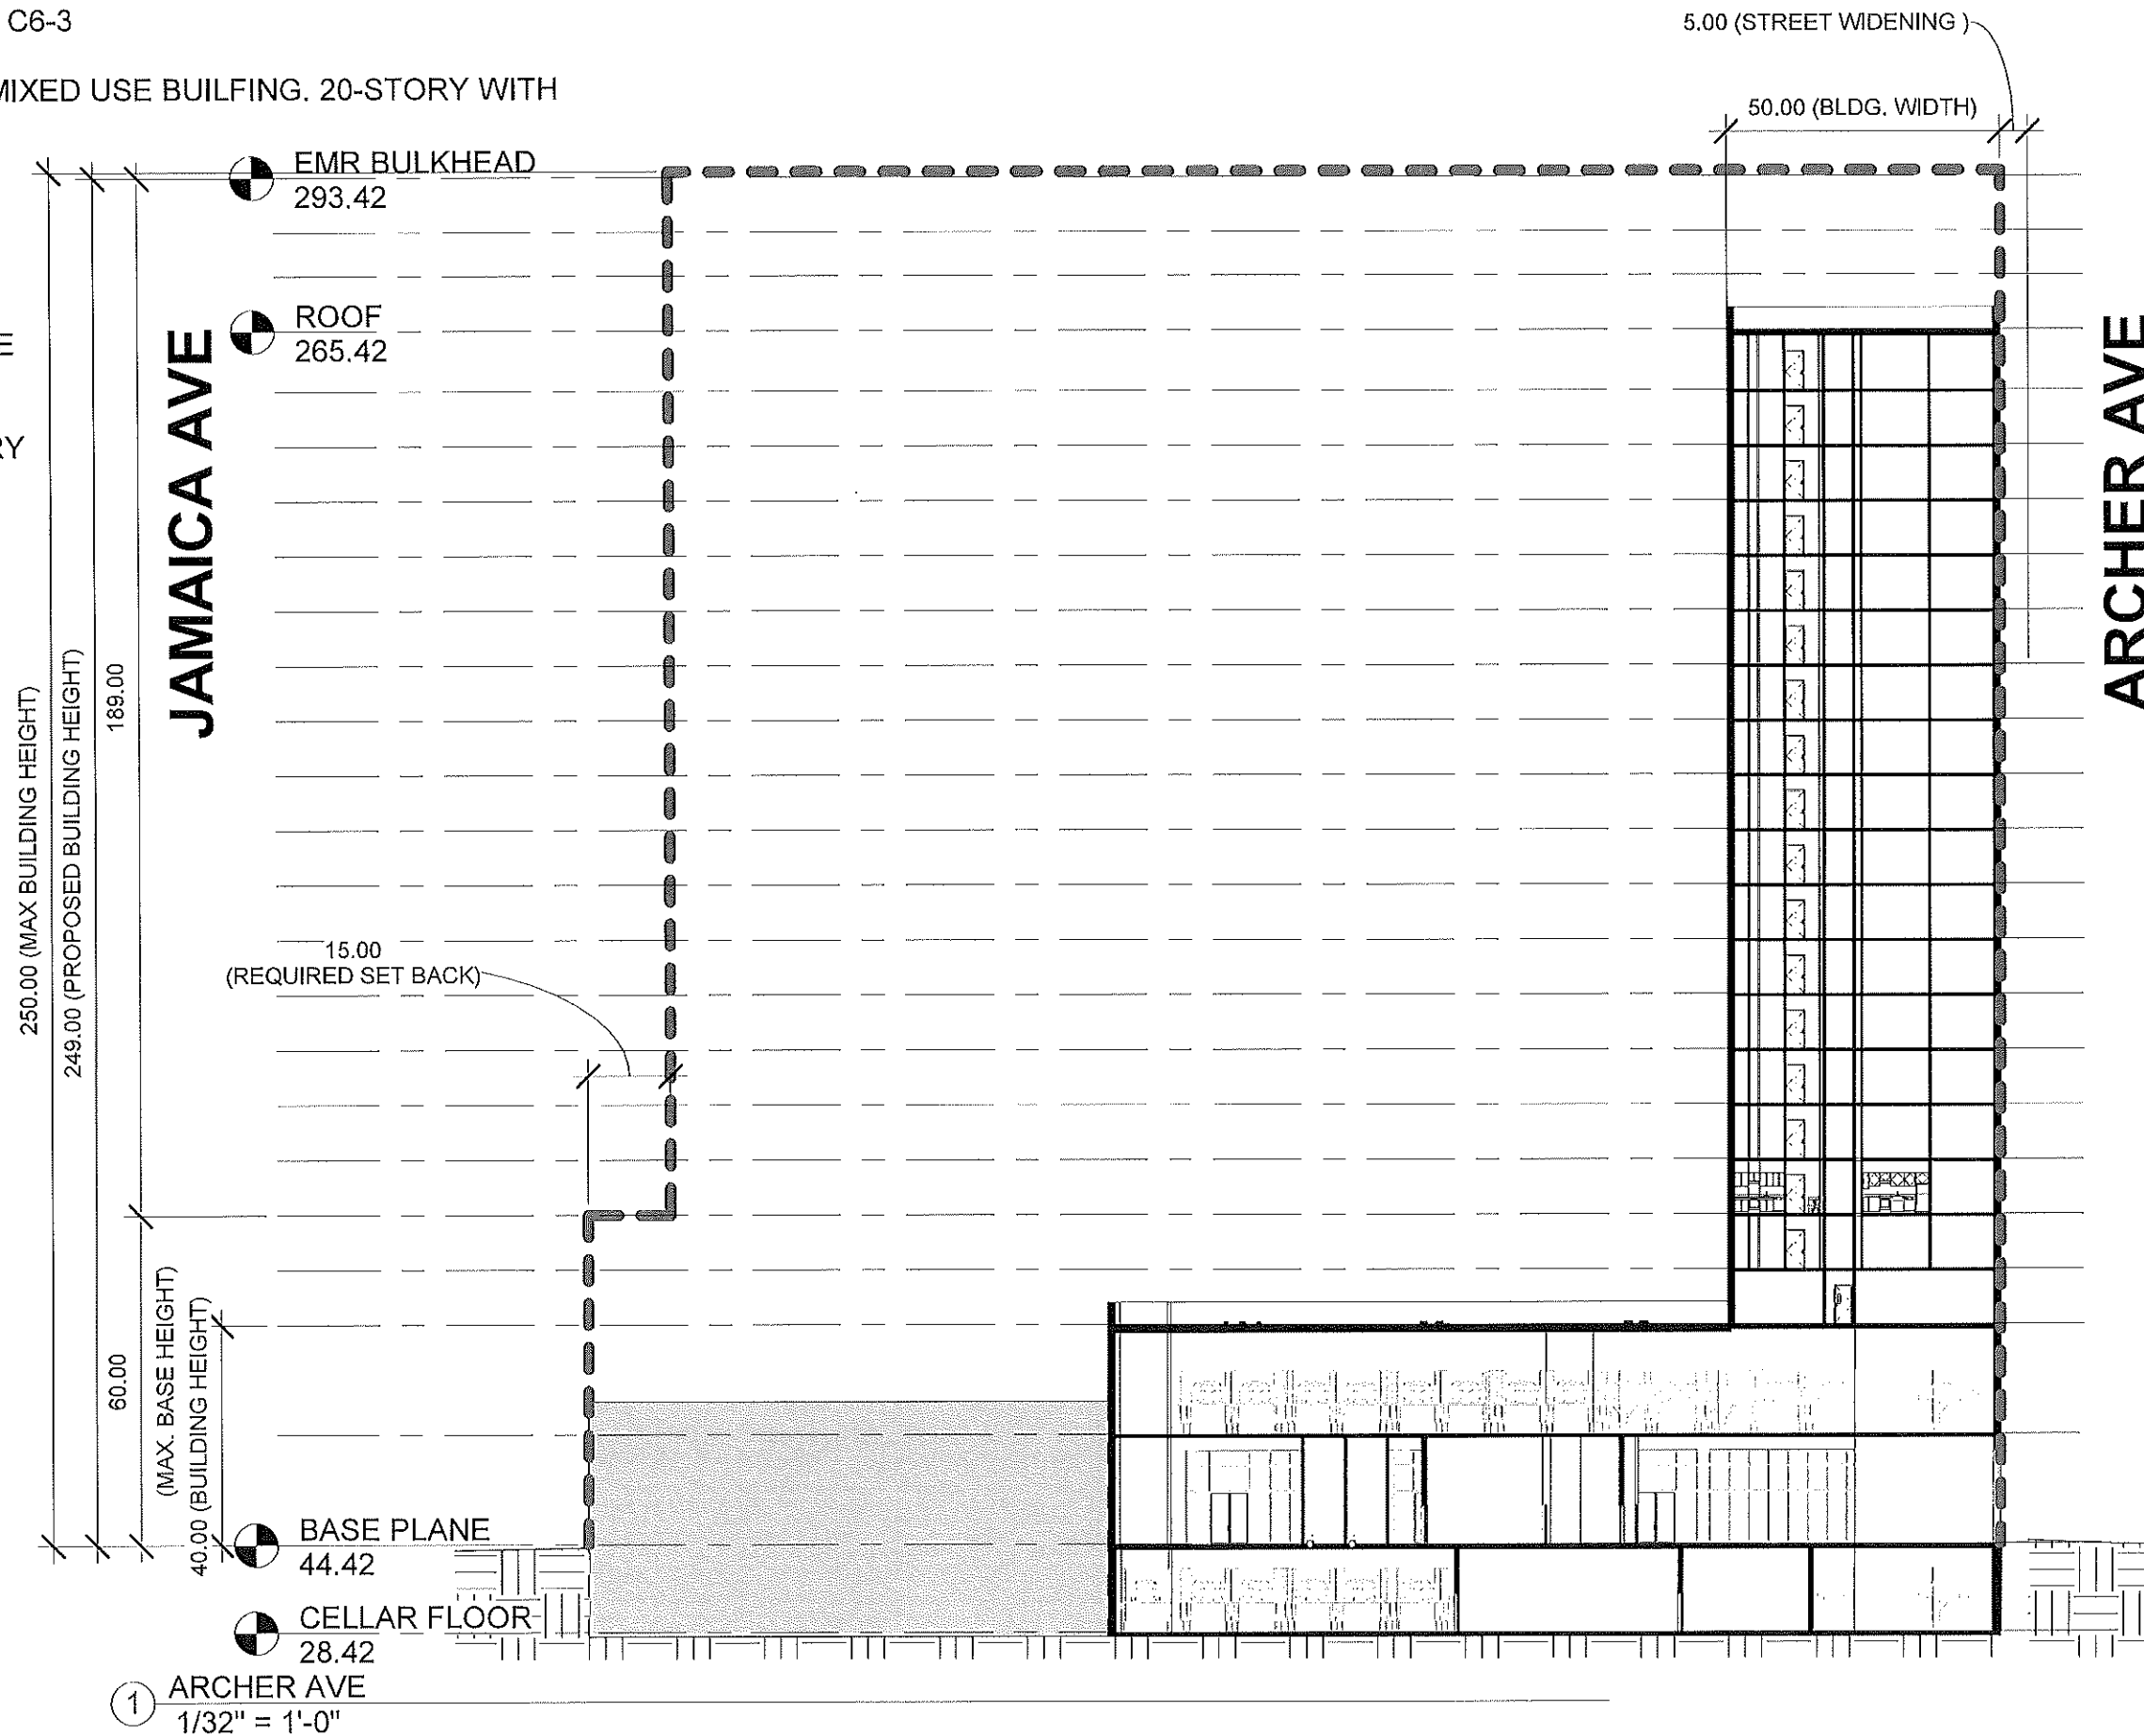 C6-3
5.00 (STREET WIDENING )
MIXED USE BUILFING. 20-STORY WITH
50.00 (BLDG. WIDTH)
EMR BULKHEAD
293.42
ROOF
265.42
E
RY
JAMAICA AVE
ARCHER AVE
250.00 (MAX BUILDING HEIGHT)
249.00 (PROPOSED BUILDING HEIGHT)
189.00
15.00
(REQUIRED SET BACK)
60.00
(MAX. BASE HEIGHT)
40.00 (BUILDING HEIGHT)
BASE PLANE
44.42
CELLAR FLOOR
28.42
1 ARCHER AVE
1/32" = 1'-0"